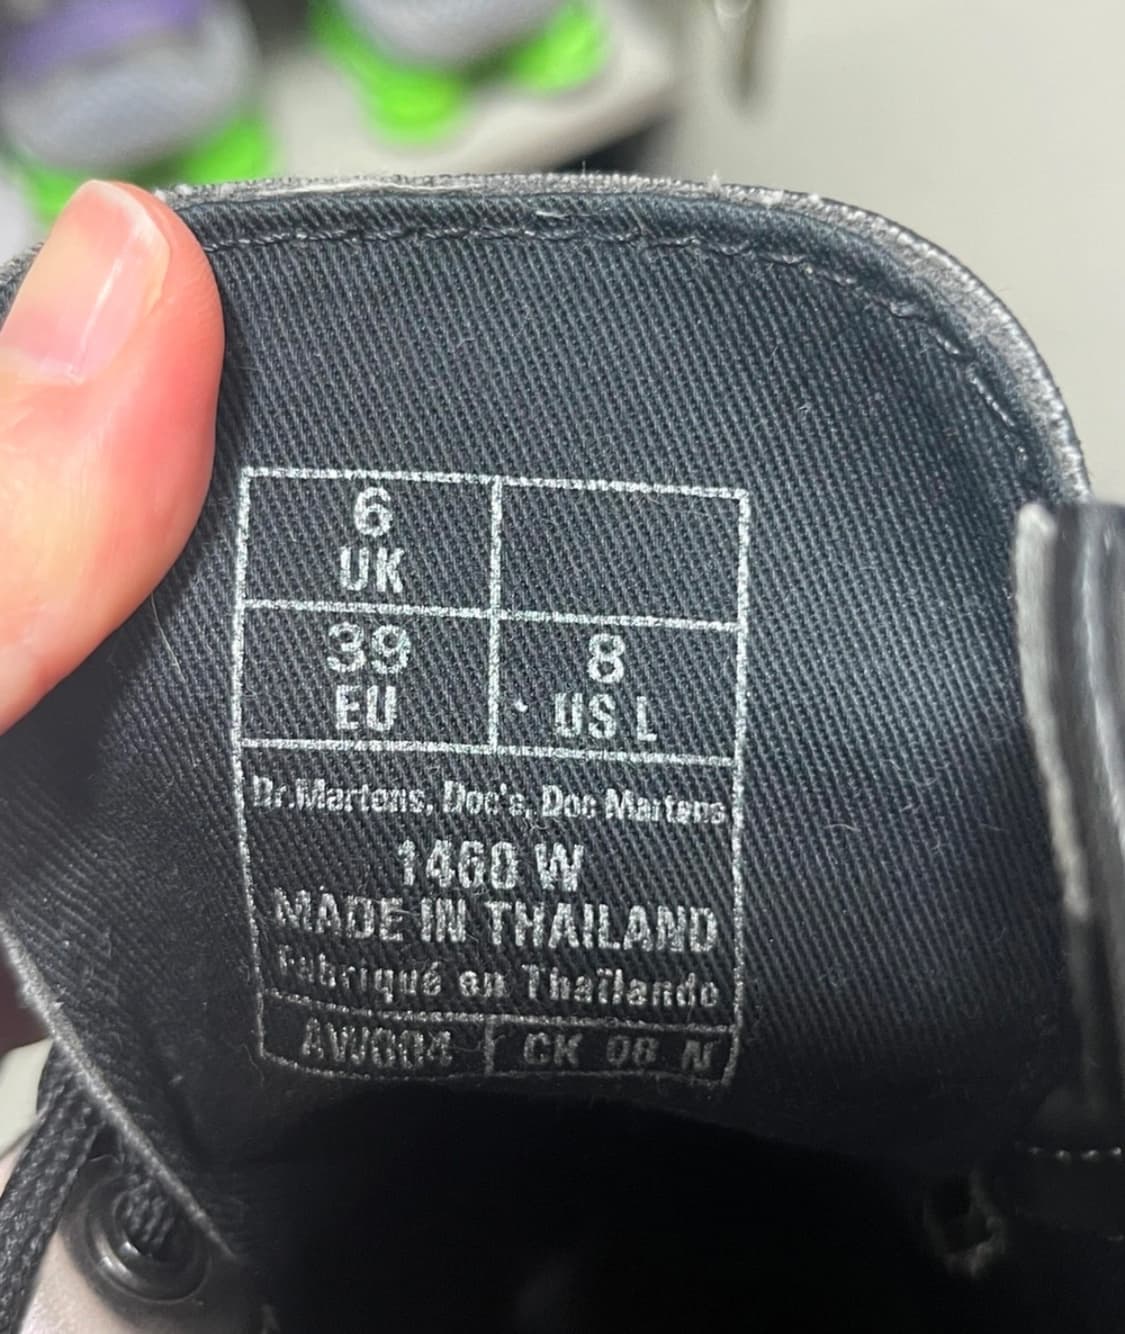 6
UK
39
EU
8
US L
Dr.Martens, Doc's, Doc Martens
1460 W
MADE IN THAILAND
Fabriqué en Thaïlande
AW004
CK 08 N